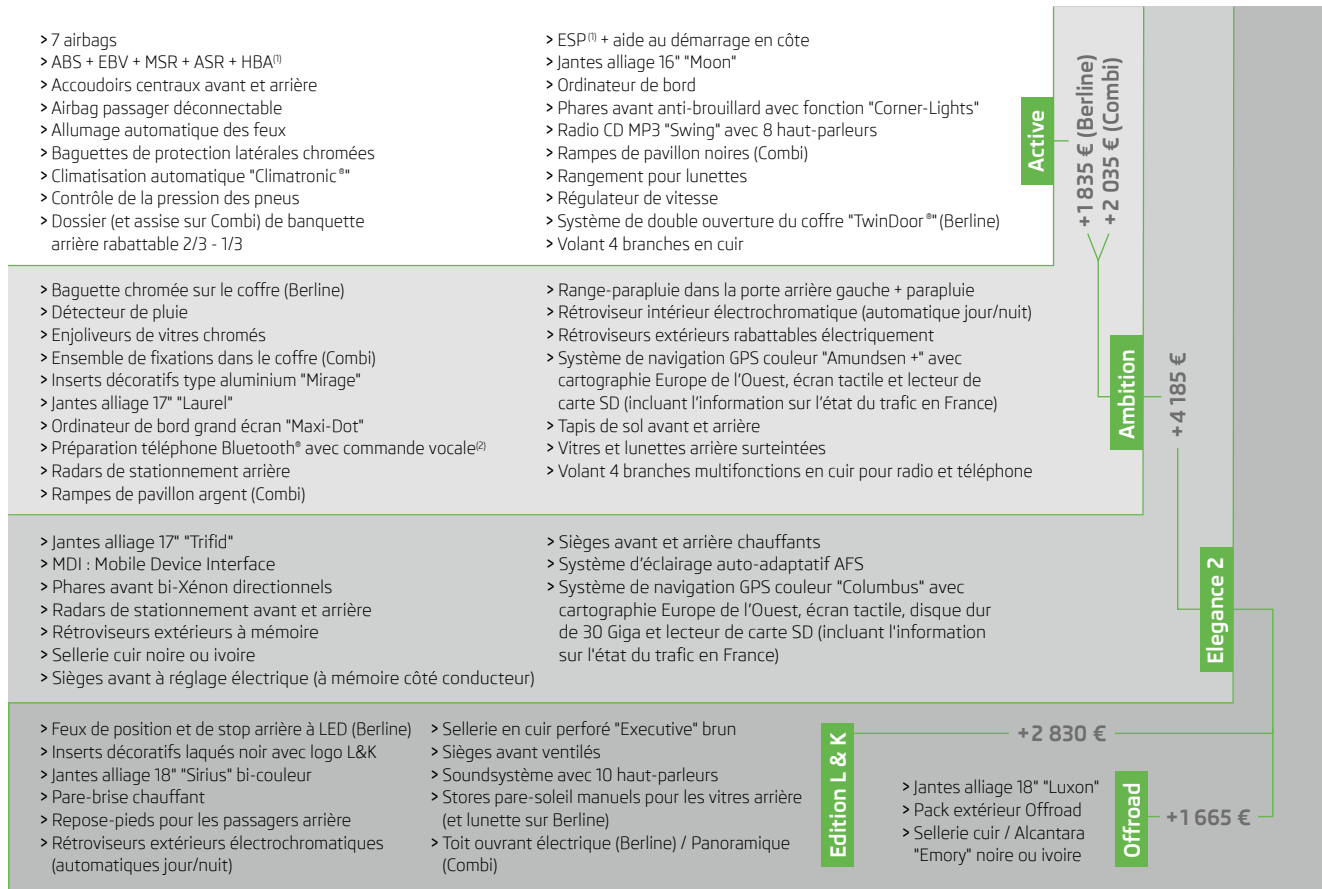 > 7 airbags
> ABS + EBV + MSR + ASR + HBA(1)
> Accoudoirs centraux avant et arrière
> Airbag passager déconnectable
> Allumage automatique des feux
> Baguettes de protection latérales chromées
> Climatisation automatique "Climatronic®"
> Contrôle de la pression des pneus
> Dossier (et assise sur Combi) de banquette
arrière rabattable 2/3 - 1/3
> ESP(1) + aide au démarrage en côte
> Jantes alliage 16" "Moon"
> Ordinateur de bord
> Phares avant anti-brouillard avec fonction "Corner-Lights"
> Radio CD MP3 "Swing" avec 8 haut-parleurs
> Rampes de pavillon noires (Combi)
> Rangement pour lunettes
> Régulateur de vitesse
> Système de double ouverture du coffre "TwinDoor®" (Berline)
> Volant 4 branches en cuir
Active
+1 835 € (Berline)
+ 2 035 € (Combi)
> Baguette chromée sur le coffre (Berline)
> Détecteur de pluie
> Enjoliveurs de vitres chromés
> Ensemble de fixations dans le coffre (Combi)
> Inserts décoratifs type aluminium "Mirage"
> Jantes alliage 17" "Laurel"
> Ordinateur de bord grand écran "Maxi-Dot"
> Préparation téléphone Bluetooth® avec commande vocale(2)
> Radars de stationnement arrière
> Rampes de pavillon argent (Combi)
> Range-parapluie dans la porte arrière gauche + parapluie
> Rétroviseur intérieur électrochromatique (automatique jour/nuit)
> Rétroviseurs extérieurs rabattables électriquement
> Système de navigation GPS couleur "Amundsen +" avec
cartographie Europe de l'Ouest, écran tactile et lecteur de
carte SD (incluant l'information sur l'état du trafic en France)
> Tapis de sol avant et arrière
> Vitres et lunettes arrière surteintées
> Volant 4 branches multifonctions en cuir pour radio et téléphone
Ambition
+ 4 185 €
> Jantes alliage 17" "Trifid"
> MDI : Mobile Device Interface
> Phares avant bi-Xénon directionnels
> Radars de stationnement avant et arrière
> Rétroviseurs extérieurs à mémoire
> Sellerie cuir noire ou ivoire
> Sièges avant à réglage électrique (à mémoire côté conducteur)
> Sièges avant et arrière chauffants
> Système d'éclairage auto-adaptatif AFS
> Système de navigation GPS couleur "Columbus" avec
cartographie Europe de l'Ouest, écran tactile, disque dur
de 30 Giga et lecteur de carte SD (incluant l'information
sur l'état du trafic en France)
Elegance 2
> Feux de position et de stop arrière à LED (Berline)
> Inserts décoratifs laqués noir avec logo L&K
> Jantes alliage 18" "Sirius" bi-couleur
> Pare-brise chauffant
> Repose-pieds pour les passagers arrière
> Rétroviseurs extérieurs électrochromatiques
(automatiques jour/nuit)
> Sellerie en cuir perforé "Executive" brun
> Sièges avant ventilés
> Soundsystème avec 10 haut-parleurs
> Stores pare-soleil manuels pour les vitres arrière
(et lunette sur Berline)
> Toit ouvrant électrique (Berline) / Panoramique
(Combi)
Edition L & K
+2 830 €
> Jantes alliage 18" "Luxon"
> Pack extérieur Offroad
> Sellerie cuir / Alcantara
"Emory" noire ou ivoire
Offroad
+1 665 €